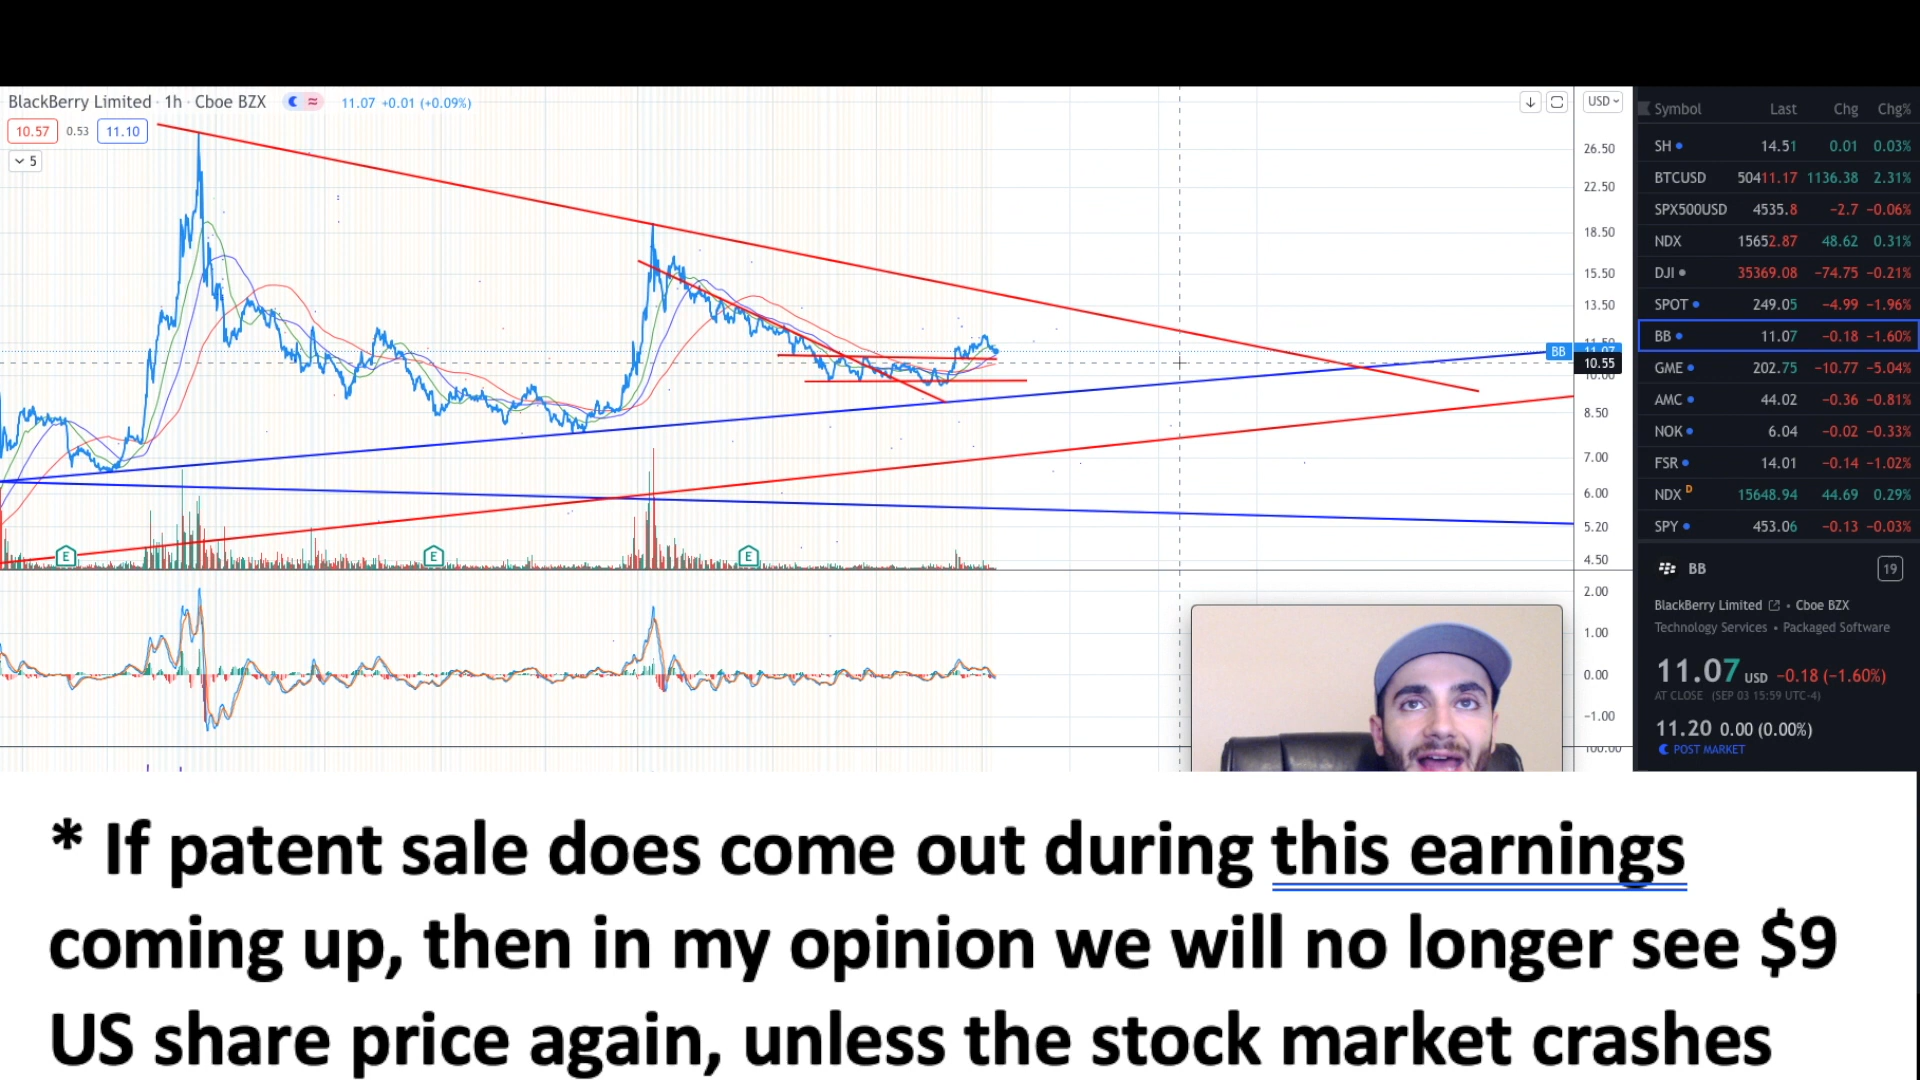 BlackBerry Limited · 1h · Cboe BZX 11.07 +0.01 (+0.09%)
10.57 0.53 11.10
5
USD
26.50
22.50
18.50
15.50
13.50
BB 11.07
10.55
10.00
8.50
7.00
6.00
5.20
4.50
E E E
2.00
1.00
0.00
−1.00
100.00
Symbol Last Chg Chg%
SH 14.51 0.01 0.03%
BTCUSD 50411.17 1136.38 2.31%
SPX500USD 4535.8 −2.7 −0.06%
NDX 15652.87 48.62 0.31%
DJI 35369.08 −74.75 −0.21%
SPOT 249.05 −4.99 −1.96%
BB 11.07 −0.18 −1.60%
GME 202.75 −10.77 −5.04%
AMC 44.02 −0.36 −0.81%
NOK 6.04 −0.02 −0.33%
FSR 14.01 −0.14 −1.02%
NDX D 15648.94 44.69 0.29%
SPY 453.06 −0.13 −0.03%
BB 19
BlackBerry Limited • Cboe BZX
Technology Services • Packaged Software
11.07 USD −0.18 (−1.60%)
AT CLOSE (SEP 03 15:59 UTC-4)
11.20 0.00 (0.00%)
POST MARKET
* If patent sale does come out during this earnings
coming up, then in my opinion we will no longer see $9
US share price again, unless the stock market crashes